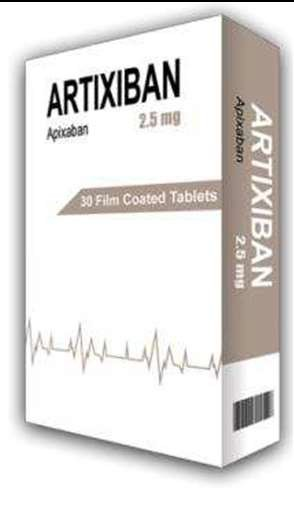 ARTIXIBAN
Apixaban 2.5 mg
30 Film Coated Tablets
ARTIXIBAN
Apixaban
2.5 mg